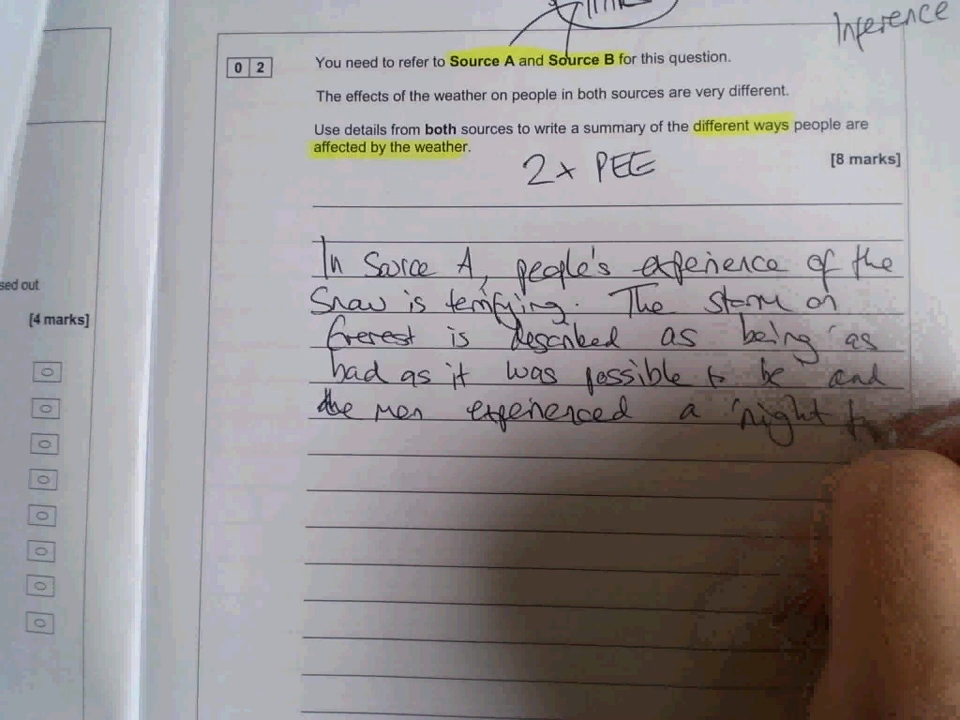 Inference
0 2
You need to refer to Source A and Source B for this question.
The effects of the weather on people in both sources are very different.
Use details from both sources to write a summary of the different ways people are
affected by the weather.
[8 marks]
2x PEE
In Source A, people's experience of the
Snow is terrifying. The storm on
Everest is described as being 'as
bad as it was possible to be' and
the men experienced a 'night
sed out
[4 marks]